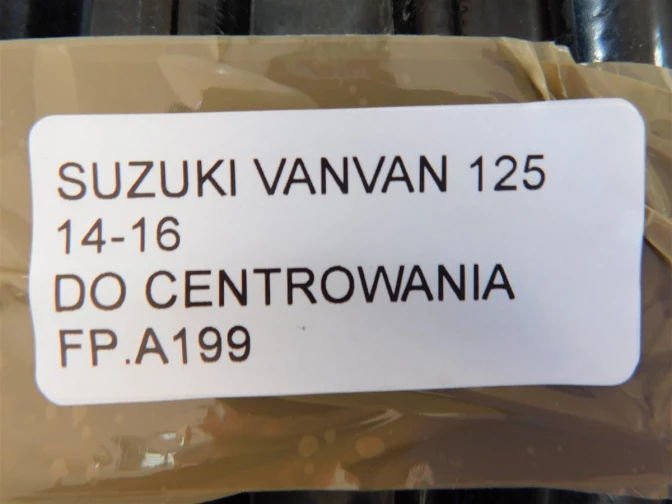 SUZUKI VANVAN 125
14-16
DO CENTROWANIA
FP.A199